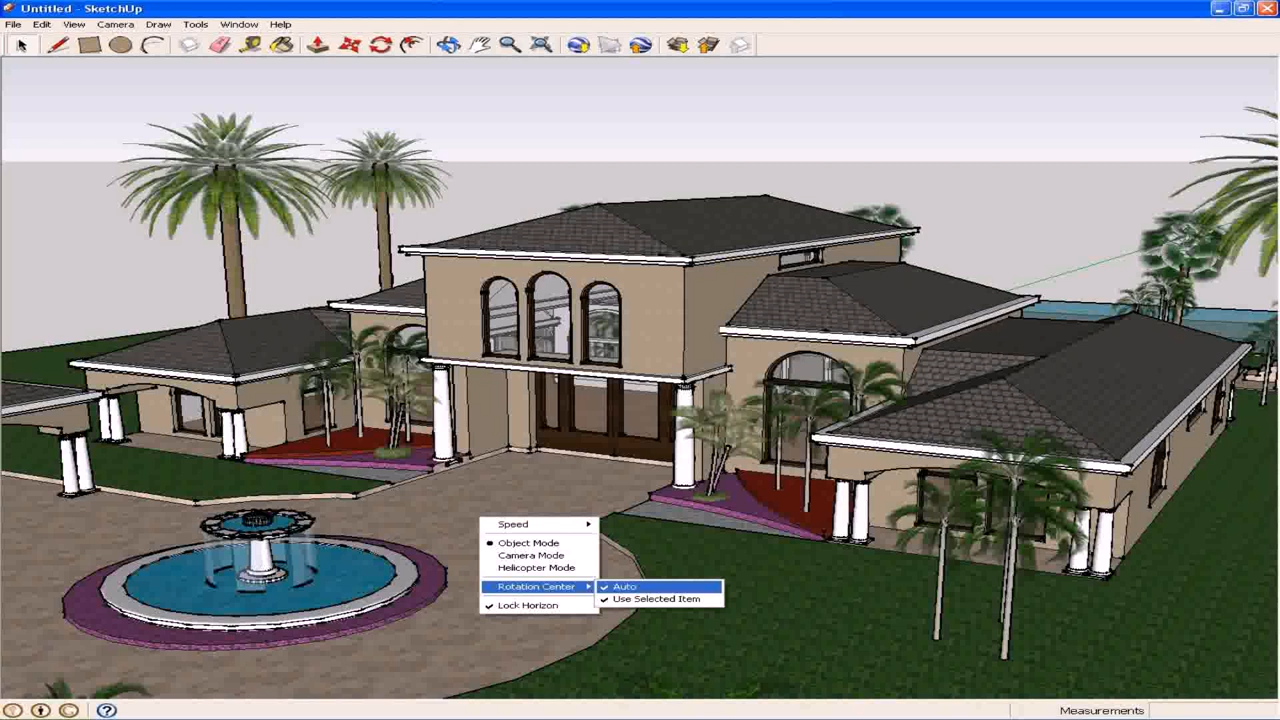 Untitled - SketchUp
File Edit View Camera Draw Tools Window Help
Speed
Object Mode
Camera Mode
Helicopter Mode
Rotation Center
Auto
Use Selected Item
Lock Horizon
Measurements